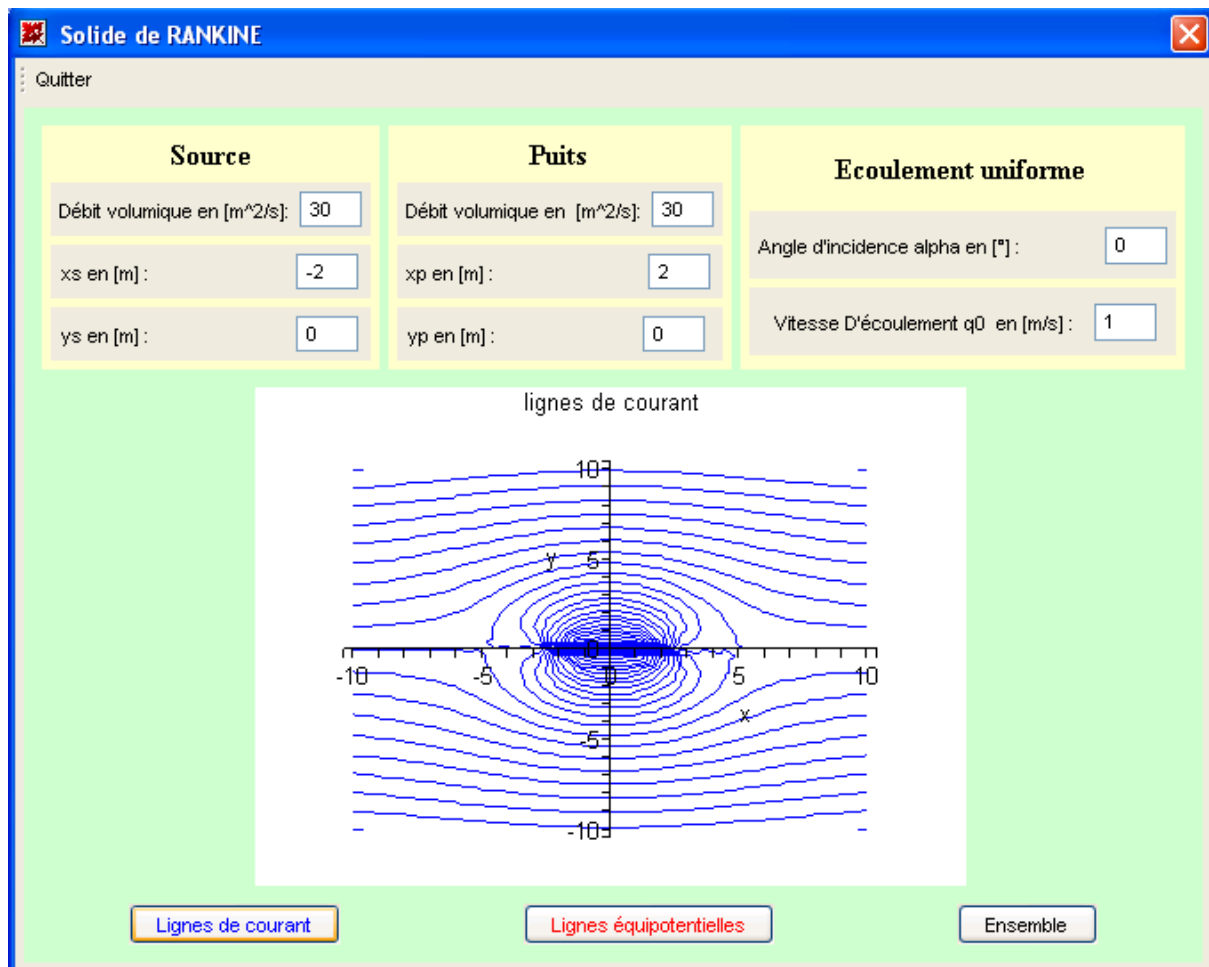 Solide de RANKINE
Quitter
Source
Débit volumique en [m^2/s]: 30
xs en [m] : -2
ys en [m] : 0
Puits
Débit volumique en [m^2/s]: 30
xp en [m] : 2
yp en [m] : 0
Ecoulement uniforme
Angle d'incidence alpha en [°] : 0
Vitesse D'écoulement q0 en [m/s] : 1
lignes de courant
10
y 5
0
-10 -5 0 5 10
x
-5
-10
Lignes de courant
Lignes équipotentielles
Ensemble